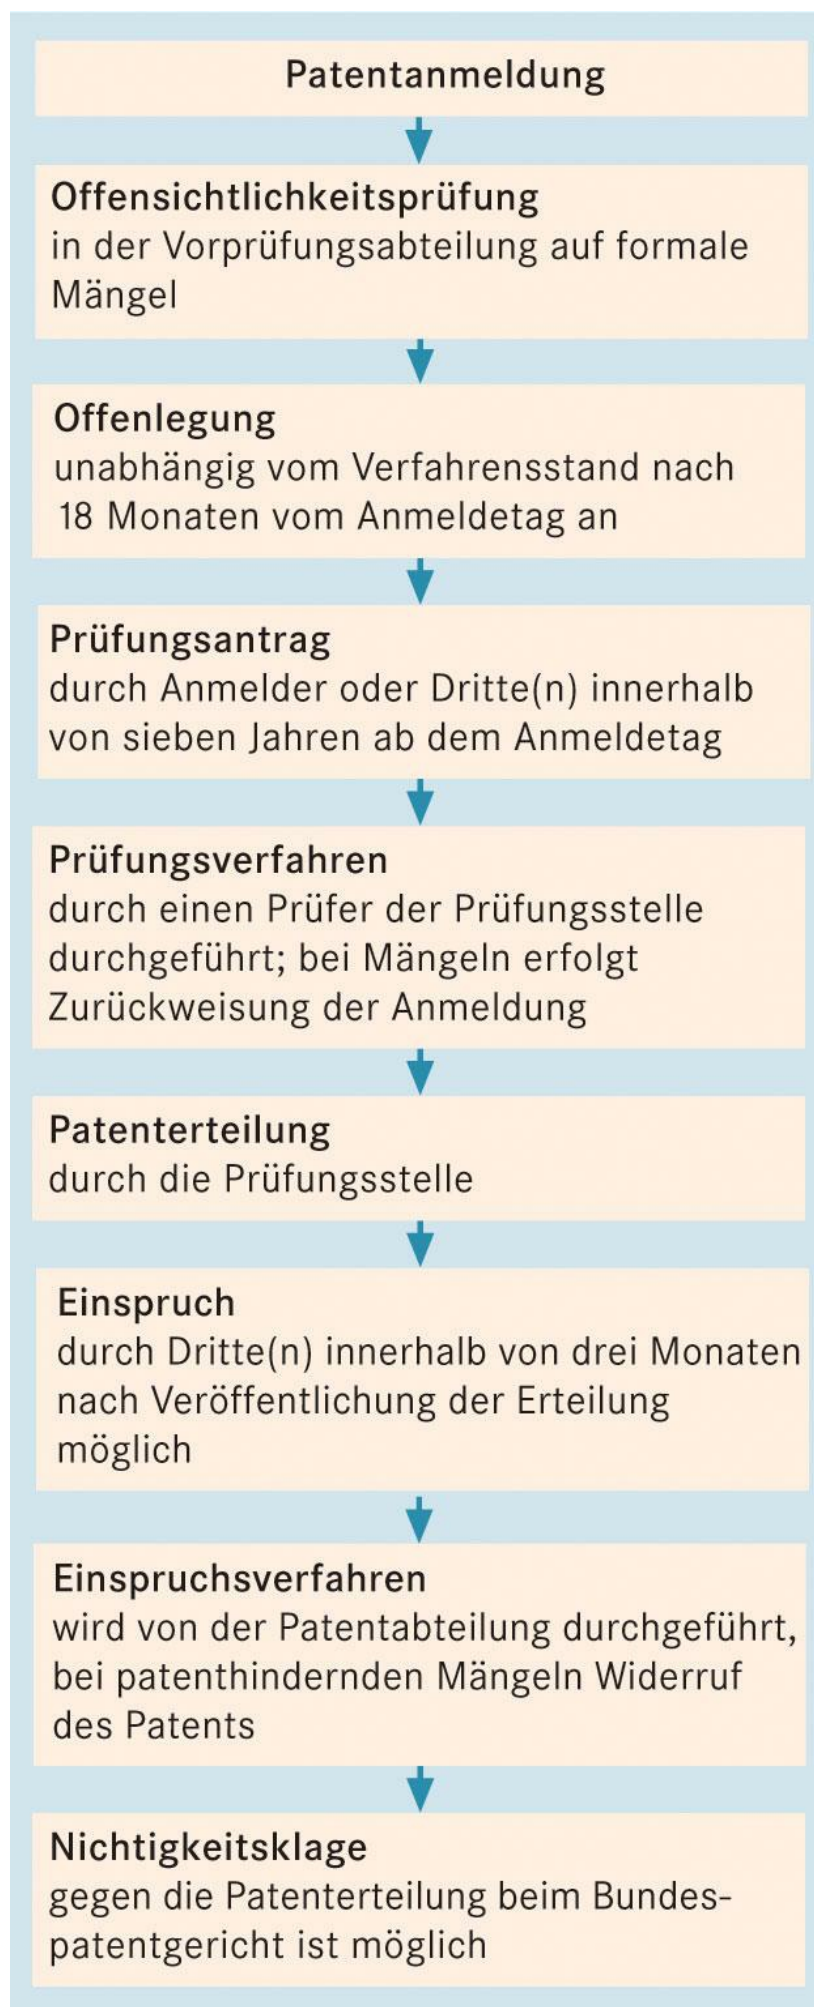 Patentanmeldung
Offensichtlichkeitsprüfung
in der Vorprüfungsabteilung auf formale
Mängel
Offenlegung
unabhängig vom Verfahrensstand nach
18 Monaten vom Anmeldetag an
Prüfungsantrag
durch Anmelder oder Dritte(n) innerhalb
von sieben Jahren ab dem Anmeldetag
Prüfungsverfahren
durch einen Prüfer der Prüfungsstelle
durchgeführt; bei Mängeln erfolgt
Zurückweisung der Anmeldung
Patenterteilung
durch die Prüfungsstelle
Einspruch
durch Dritte(n) innerhalb von drei Monaten
nach Veröffentlichung der Erteilung
möglich
Einspruchsverfahren
wird von der Patentabteilung durchgeführt,
bei patenthindernden Mängeln Widerruf
des Patents
Nichtigkeitsklage
gegen die Patenterteilung beim Bundes-
patentgericht ist möglich